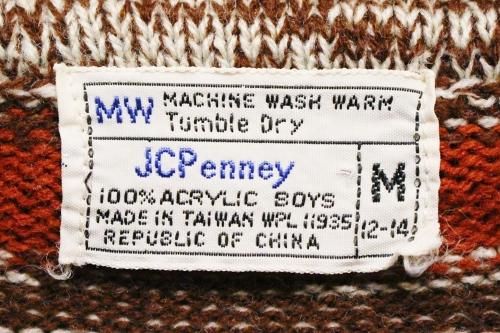 MW MACHINE WASH WARM
Tumble Dry
JCPenney
100% ACRYLIC BOYS
MADE IN TAIWAN WPL 11935
REPUBLIC OF CHINA
M
12-14